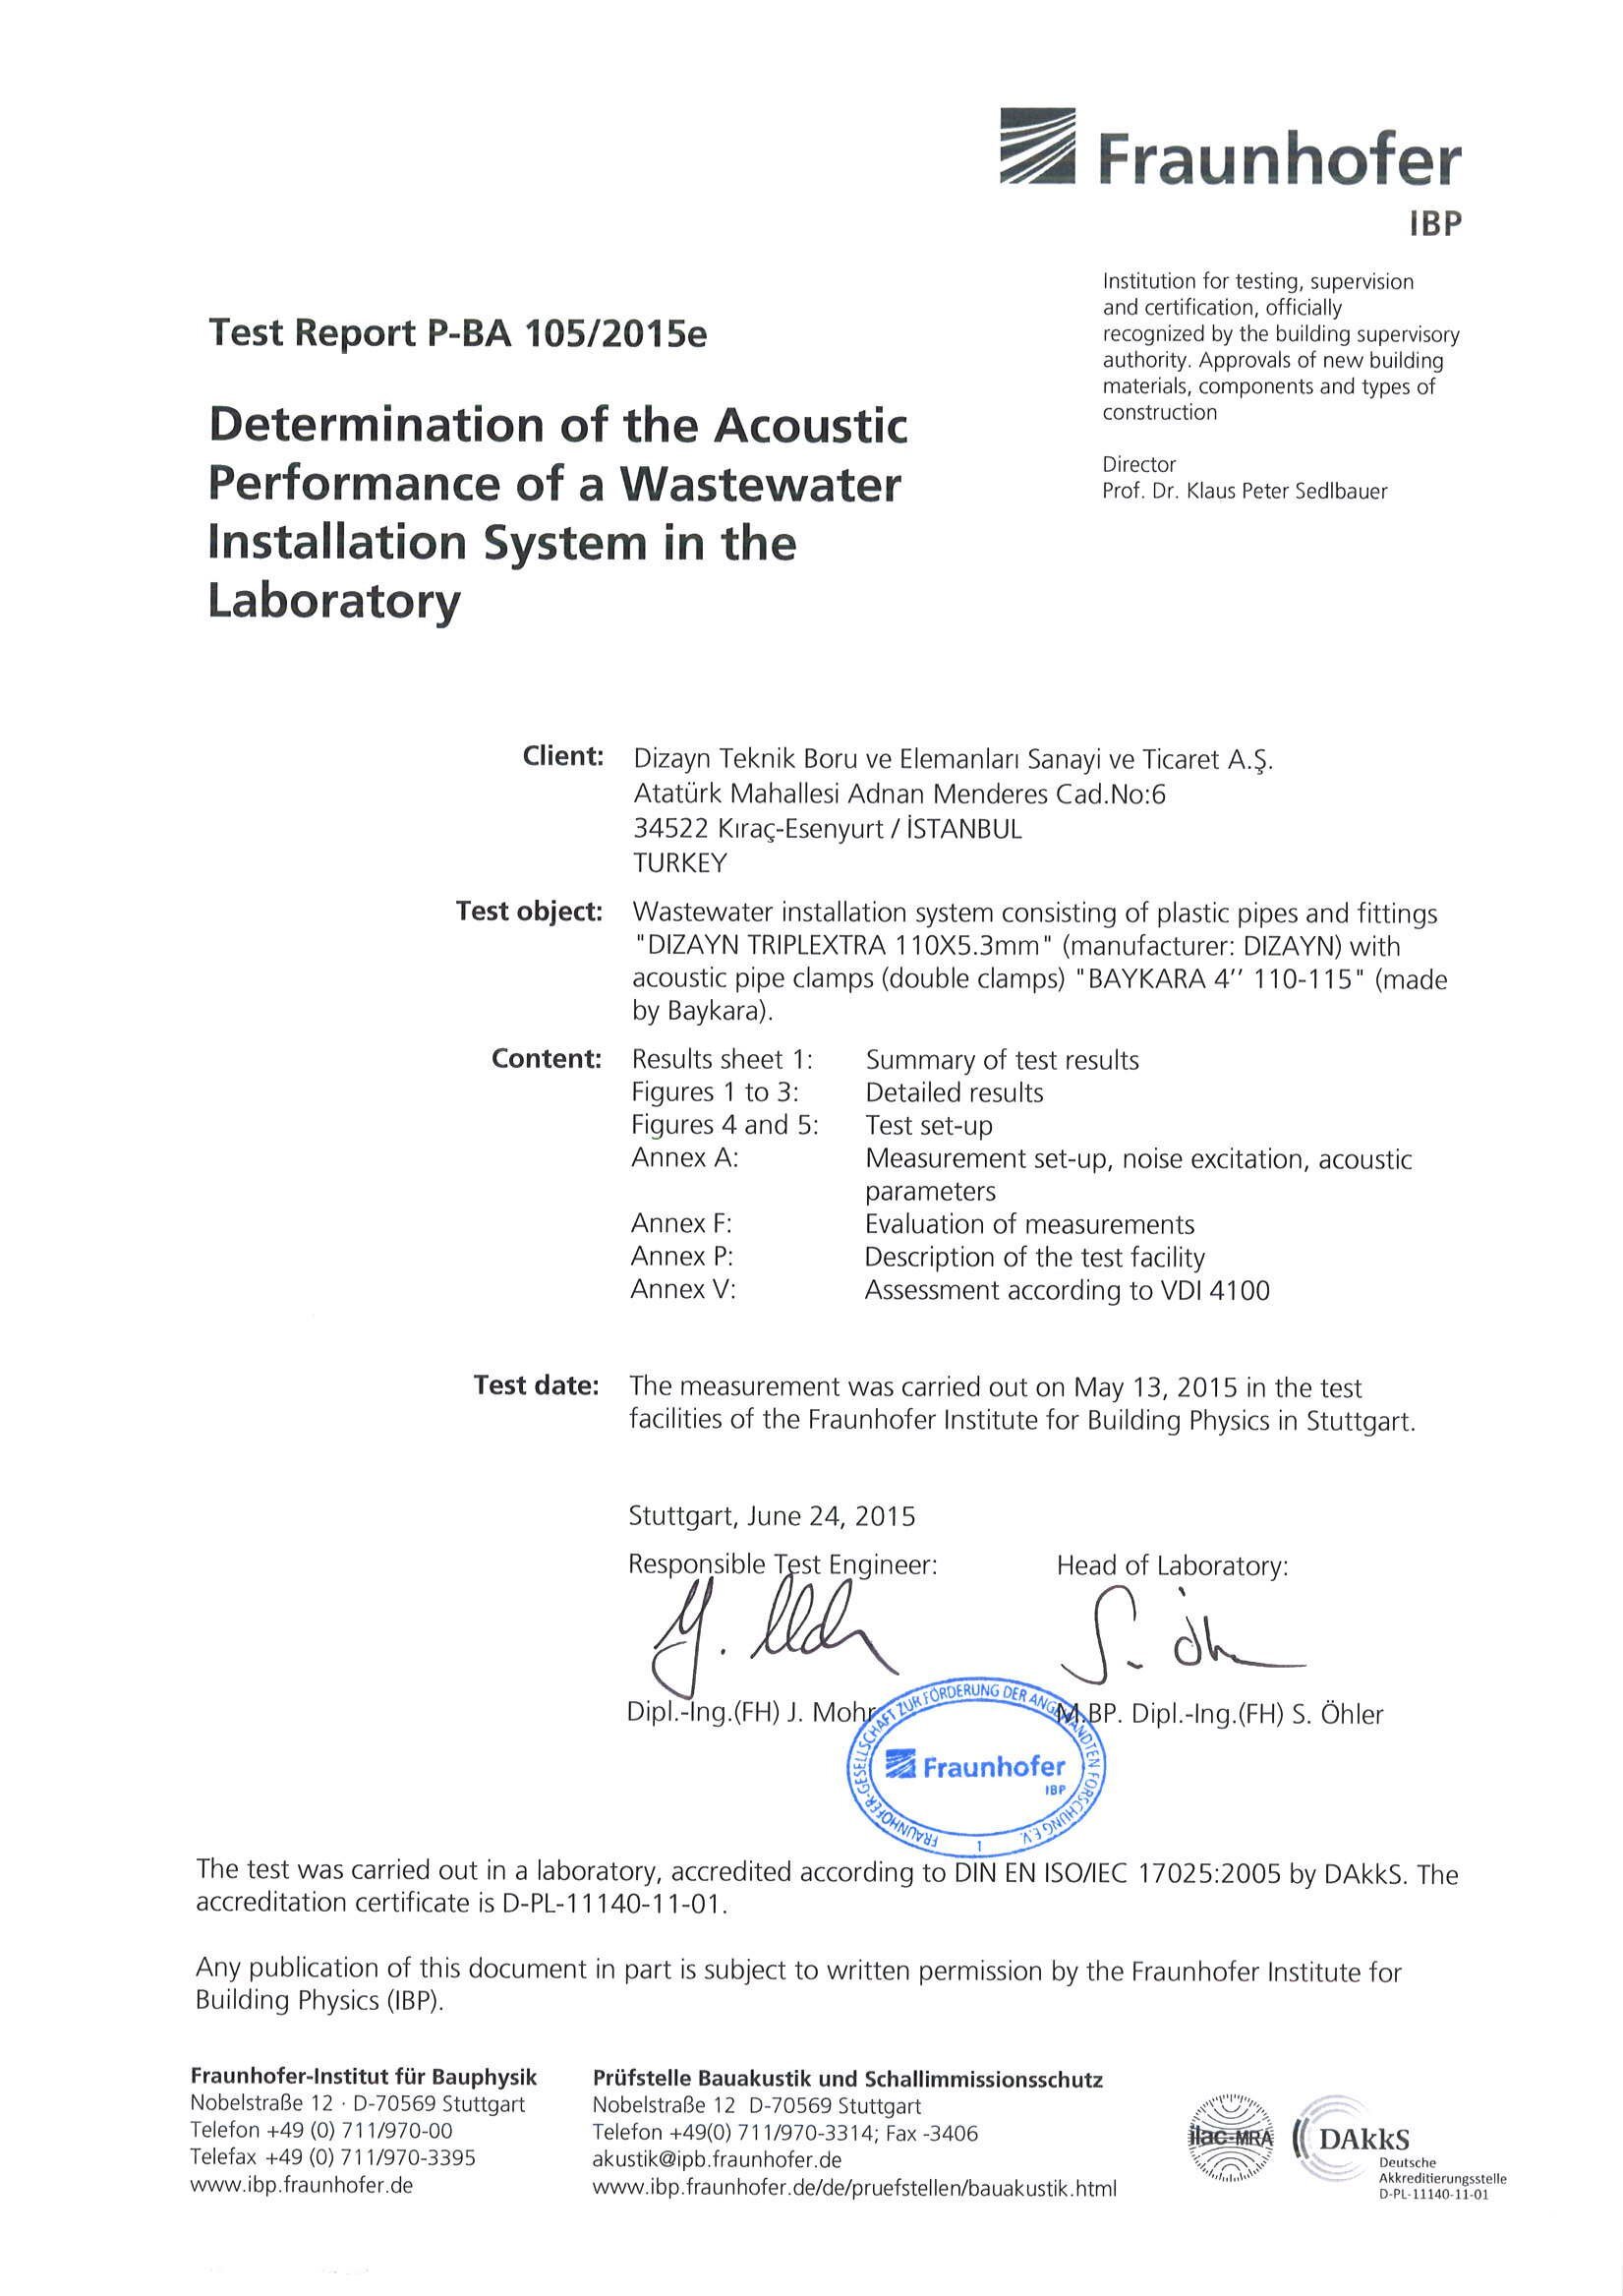 Fraunhofer
IBP
Institution for testing, supervision
and certification, officially
recognized by the building supervisory
authority. Approvals of new building
materials, components and types of
construction
Director
Prof. Dr. Klaus Peter Sedlbauer
Test Report P-BA 105/2015e
Determination of the Acoustic
Performance of a Wastewater
Installation System in the
Laboratory
Client: Dizayn Teknik Boru ve Elemanları Sanayi ve Ticaret A.Ş.
Atatürk Mahallesi Adnan Menderes Cad.No:6
34522 Kıraç-Esenyurt / İSTANBUL
TURKEY
Test object: Wastewater installation system consisting of plastic pipes and fittings
"DIZAYN TRIPLEXTRA 110X5.3mm" (manufacturer: DIZAYN) with
acoustic pipe clamps (double clamps) "BAYKARA 4’’ 110-115" (made
by Baykara).
Content: Results sheet 1: Summary of test results
Figures 1 to 3: Detailed results
Figures 4 and 5: Test set-up
Annex A: Measurement set-up, noise excitation, acoustic
parameters
Annex F: Evaluation of measurements
Annex P: Description of the test facility
Annex V: Assessment according to VDI 4100
Test date: The measurement was carried out on May 13, 2015 in the test
facilities of the Fraunhofer Institute for Building Physics in Stuttgart.
Stuttgart, June 24, 2015
Responsible Test Engineer: Head of Laboratory:
Dipl.-Ing.(FH) J. Mohr M.BP. Dipl.-Ing.(FH) S. Öhler
FRAUNHOFER-GESELLSCHAFT ZUR FÖRDERUNG DER ANGEWANDTEN FORSCHUNG E.V.
Fraunhofer
IBP
1
The test was carried out in a laboratory, accredited according to DIN EN ISO/IEC 17025:2005 by DAkkS. The
accreditation certificate is D-PL-11140-11-01.
Any publication of this document in part is subject to written permission by the Fraunhofer Institute for
Building Physics (IBP).
Fraunhofer-Institut für Bauphysik
Nobelstraße 12 · D-70569 Stuttgart
Telefon +49 (0) 711/970-00
Telefax +49 (0) 711/970-3395
www.ibp.fraunhofer.de
Prüfstelle Bauakustik und Schallimmissionsschutz
Nobelstraße 12 D-70569 Stuttgart
Telefon +49(0) 711/970-3314; Fax -3406
akustik@ipb.fraunhofer.de
www.ibp.fraunhofer.de/de/pruefstellen/bauakustik.html
ilac-MRA
DAkkS
Deutsche
Akkreditierungsstelle
D-PL-11140-11-01